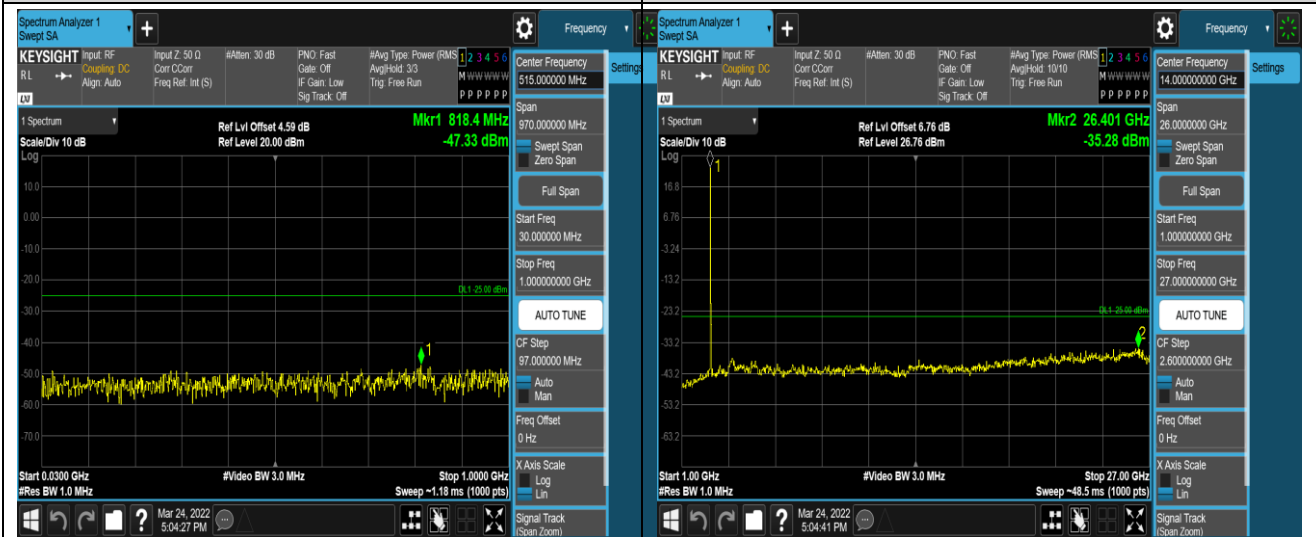 Spectrum Analyzer 1
Swept SA
+
Frequency
KEYSIGHT
RL
LXI
Input: RF
Coupling: DC
Align: Auto
Input Z: 50 Ω
Corr CCorr
Freq Ref: Int (S)
#Atten: 30 dB
PNO: Fast
Gate: Off
IF Gain: Low
Sig Track: Off
#Avg Type: Power (RMS
Avg|Hold: 3/3
Trig: Free Run
1 2 3 4 5 6
M W W W W W
P P P P P P
Center Frequency
515.000000 MHz
Settings
Span
970.000000 MHz
Swept Span
Zero Span
Full Span
Start Freq
30.000000 MHz
Stop Freq
1.000000000 GHz
AUTO TUNE
CF Step
97.000000 MHz
Auto
Man
Freq Offset
0 Hz
X Axis Scale
Log
Lin
Signal Track
(Span Zoom)
1 Spectrum
Scale/Div 10 dB
Log
Ref Lvl Offset 4.59 dB
Ref Level 20.00 dBm
Mkr1 818.4 MHz
-47.33 dBm
10.0
0.00
-10.0
-20.0
DL1 -25.00 dBm
-30.0
-40.0
1
-50.0
-60.0
-70.0
Start 0.0300 GHz
#Res BW 1.0 MHz
#Video BW 3.0 MHz
Stop 1.0000 GHz
Sweep ~1.18 ms (1000 pts)
?
Mar 24, 2022
5:04:27 PM
Spectrum Analyzer 1
Swept SA
+
Frequency
KEYSIGHT
RL
LXI
Input: RF
Coupling: DC
Align: Auto
Input Z: 50 Ω
Corr CCorr
Freq Ref: Int (S)
#Atten: 30 dB
PNO: Fast
Gate: Off
IF Gain: Low
Sig Track: Off
#Avg Type: Power (RMS
Avg|Hold: 10/10
Trig: Free Run
1 2 3 4 5 6
M W W W W W
P P P P P P
Center Frequency
14.000000000 GHz
Settings
Span
26.0000000 GHz
Swept Span
Zero Span
Full Span
Start Freq
1.000000000 GHz
Stop Freq
27.000000000 GHz
AUTO TUNE
CF Step
2.600000000 GHz
Auto
Man
Freq Offset
0 Hz
X Axis Scale
Log
Lin
Signal Track
(Span Zoom)
1 Spectrum
Scale/Div 10 dB
Log
Ref Lvl Offset 6.76 dB
Ref Level 26.76 dBm
Mkr2 26.401 GHz
-35.28 dBm
1
16.8
6.76
-3.24
-13.2
-23.2
DL1 -25.00 dBm
-33.2
2
-43.2
-53.2
-63.2
Start 1.00 GHz
#Res BW 1.0 MHz
#Video BW 3.0 MHz
Stop 27.00 GHz
Sweep ~48.5 ms (1000 pts)
?
Mar 24, 2022
5:04:41 PM